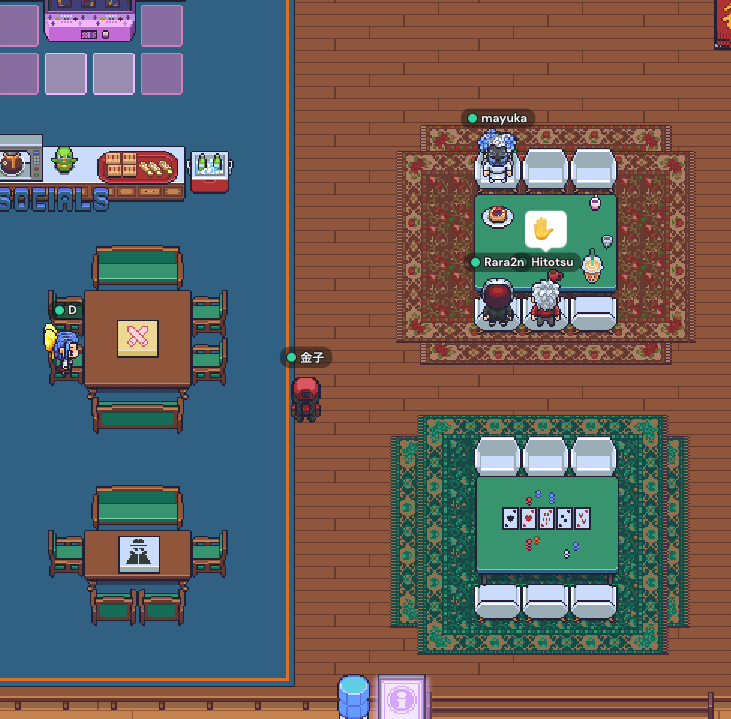 mayuka
SOCIALS
Rara2n
Hitotsu
D
金子